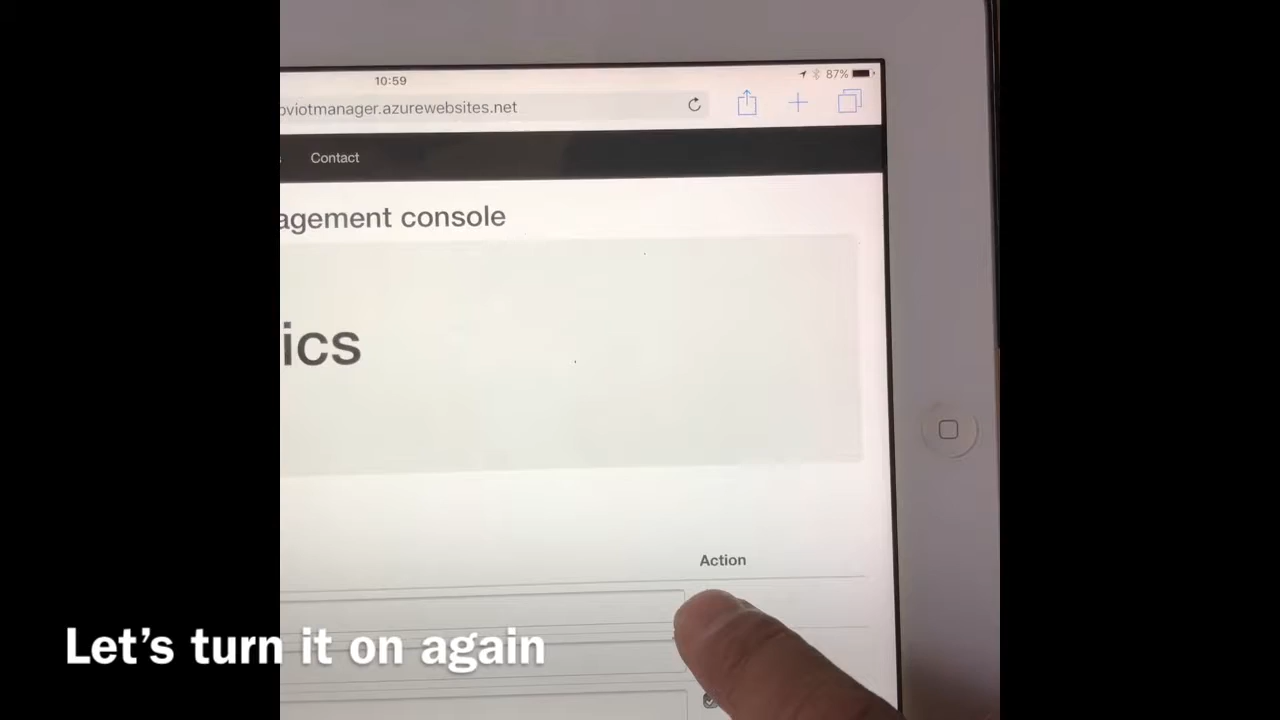 10:59
87%
oviotmanager.azurewebsites.net
Contact
agement console
ics
Action
Let's turn it on again